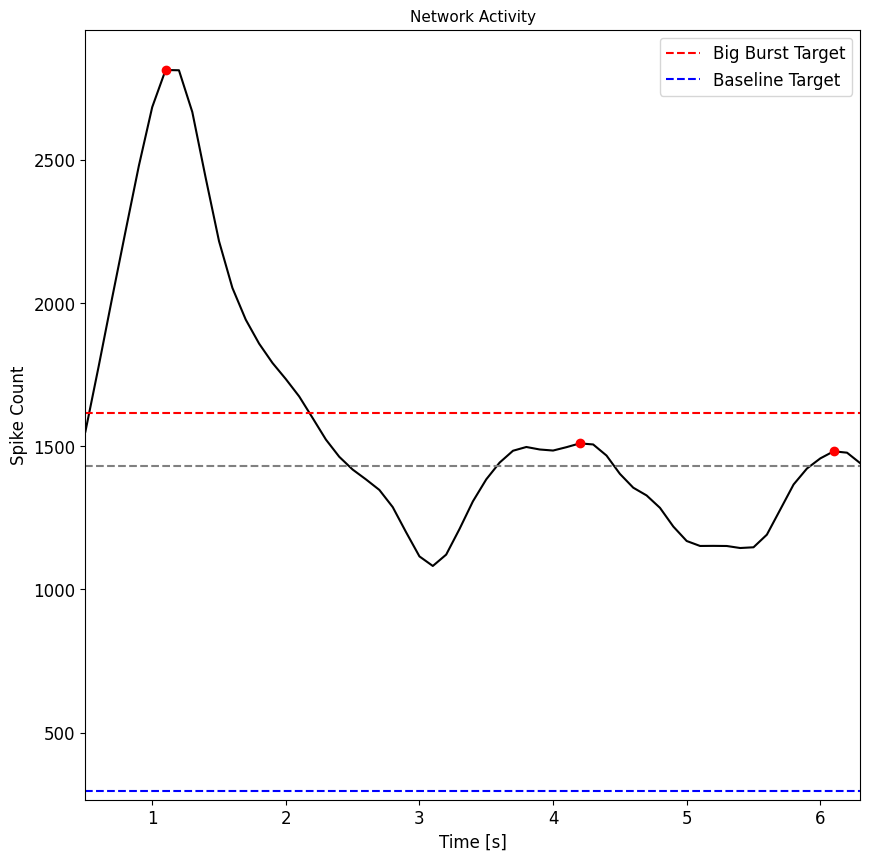 Network Activity
Big Burst Target
Baseline Target
Spike Count
2500
2000
1500
1000
500
1 2 3 4 5 6
Time [s]